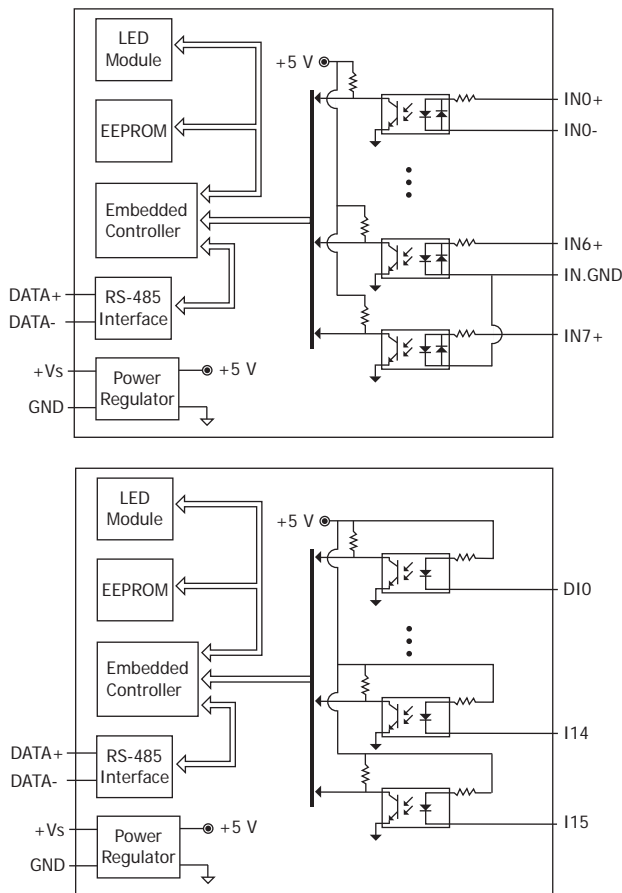 LED
Module
EEPROM
Embedded
Controller
DATA+
DATA-
RS-485
Interface
+Vs
GND
Power
Regulator
+5 V
+5 V
IN0+
IN0-
IN6+
IN.GND
IN7+
LED
Module
EEPROM
Embedded
Controller
DATA+
DATA-
RS-485
Interface
+Vs
GND
Power
Regulator
+5 V
+5 V
DI0
I14
I15